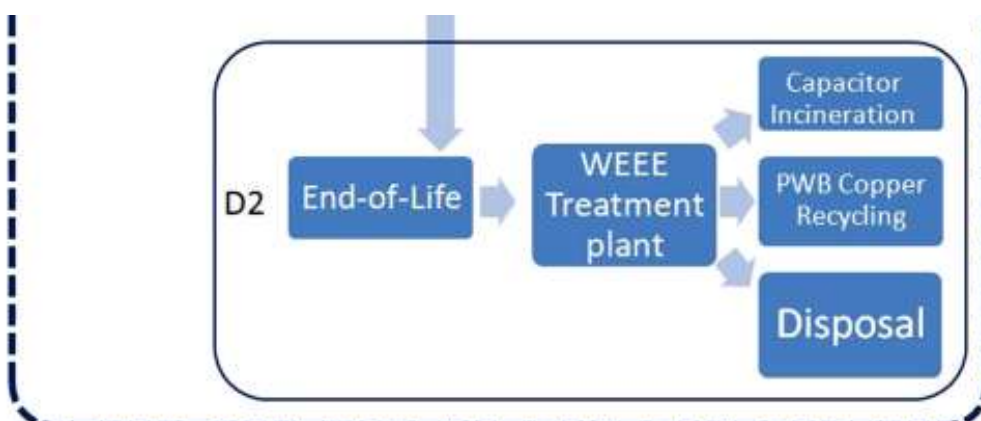 D2
End-of-Life
WEEE
Treatment
plant
Capacitor
Incineration
PWB Copper
Recycling
Disposal